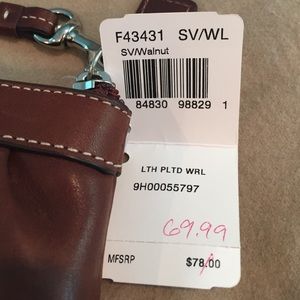 F43431 SV/WL
SV/Walnut
84830 98829 1
LTH PLTD WRL
9H00055797
69.99
MFSRP $78.00